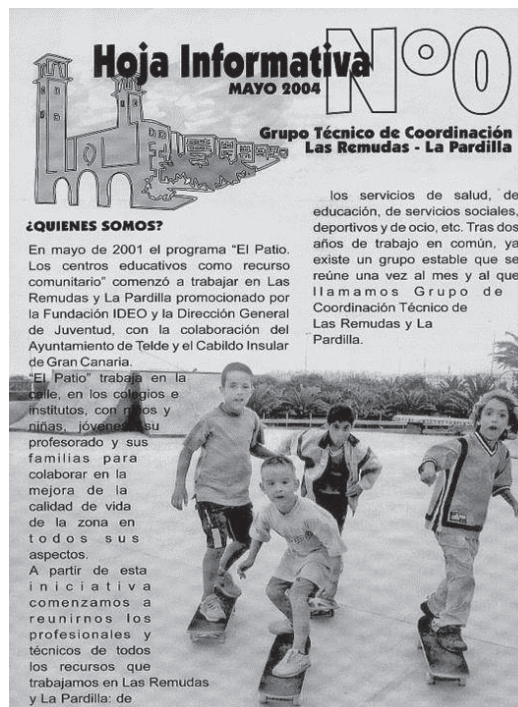 Hoja Informativa
Nº0
MAYO 2004
Grupo Técnico de Coordinación
Las Remudas - La Pardilla
¿QUIENES SOMOS?
En mayo de 2001 el programa “El Patio.
Los centros educativos como recurso
comunitario” comenzó a trabajar en Las
Remudas y La Pardilla promocionado por
la Fundación IDEO y la Dirección General
de Juventud, con la colaboración del
Ayuntamiento de Telde y el Cabildo Insular
de Gran Canaria.
“El Patio” trabaja en la
calle, en los colegios e
institutos, con niños y
niñas, jóvenes, su
profesorado y sus
familias para
colaborar en la
mejora de la
calidad de vida
de la zona en
todos sus
aspectos.
A partir de esta
iniciativa
comenzamos a
reunirnos los
profesionales y
técnicos de todos
los recursos que
trabajamos en Las Remudas
y La Pardilla: de
los servicios de salud, de
educación, de servicios sociales,
deportivos y de ocio, etc. Tras dos
años de trabajo en común, ya
existe un grupo estable que se
reúne una vez al mes y al que
llamamos Grupo de
Coordinación Técnico de
Las Remudas y La
Pardilla.